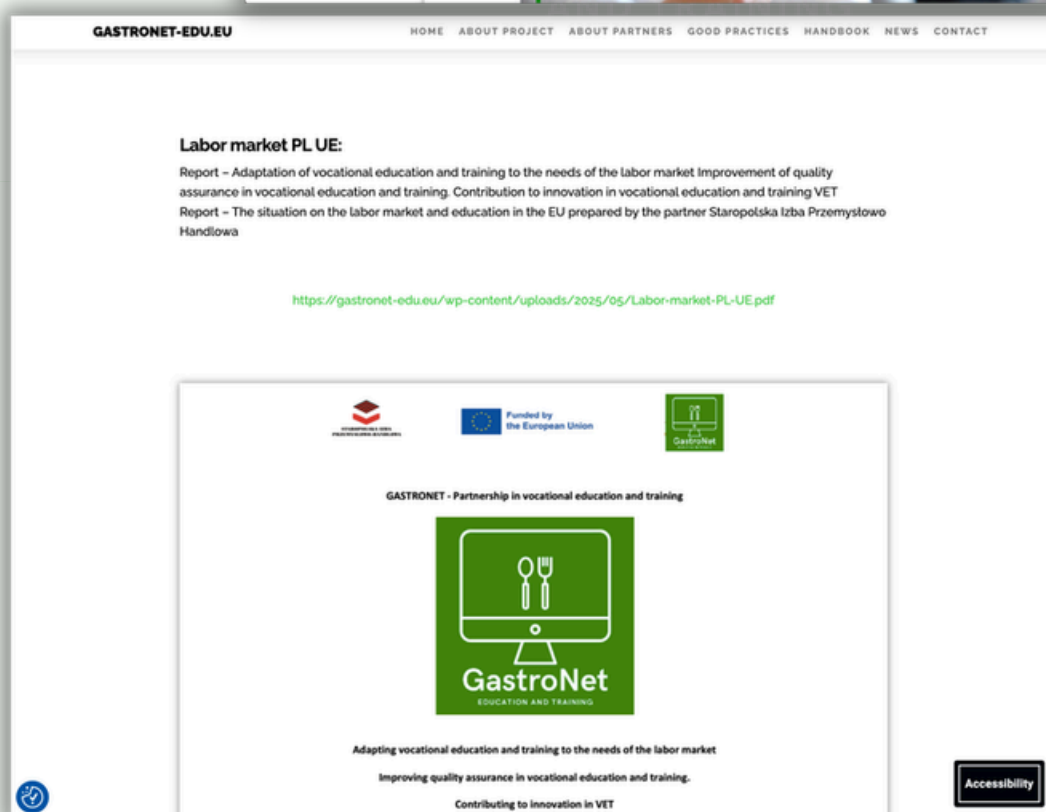 GASTRONET-EDU.EU
HOME ABOUT PROJECT ABOUT PARTNERS GOOD PRACTICES HANDBOOK NEWS CONTACT
Labor market PL UE:
Report – Adaptation of vocational education and training to the needs of the labor market Improvement of quality
assurance in vocational education and training. Contribution to innovation in vocational education and training VET
Report – The situation on the labor market and education in the EU prepared by the partner Staropolska Izba Przemysłowo
Handlowa
https://gastronet-edu.eu/wp-content/uploads/2025/05/Labor-market-PL-UE.pdf
STAROPOLSKA IZBA
PRZEMYSŁOWO-HANDLOWA
Funded by
the European Union
GastroNet
GASTRONET - Partnership in vocational education and training
GastroNet
EDUCATION AND TRAINING
Adapting vocational education and training to the needs of the labor market
Improving quality assurance in vocational education and training.
Contributing to innovation in VET
Accessibility